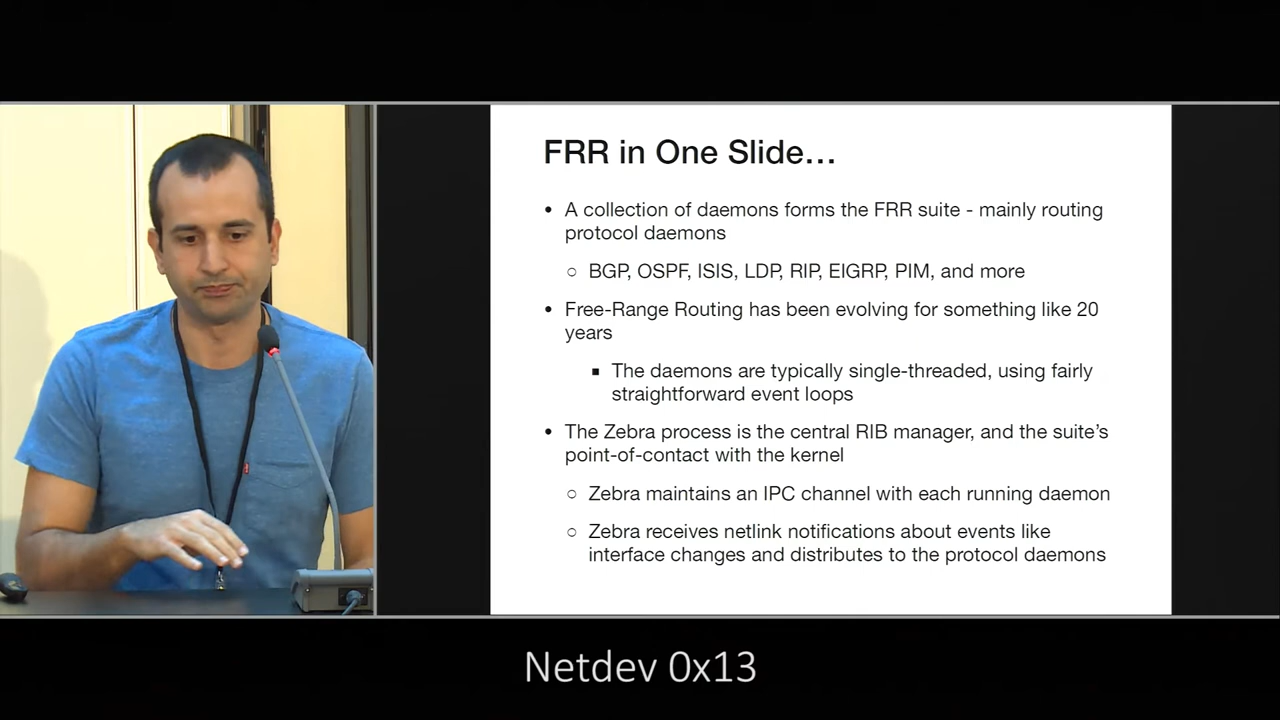 FRR in One Slide…
• A collection of daemons forms the FRR suite - mainly routing
protocol daemons
○ BGP, OSPF, ISIS, LDP, RIP, EIGRP, PIM, and more
• Free-Range Routing has been evolving for something like 20
years
▪ The daemons are typically single-threaded, using fairly
straightforward event loops
• The Zebra process is the central RIB manager, and the suite’s
point-of-contact with the kernel
○ Zebra maintains an IPC channel with each running daemon
○ Zebra receives netlink notifications about events like
interface changes and distributes to the protocol daemons
Netdev 0x13